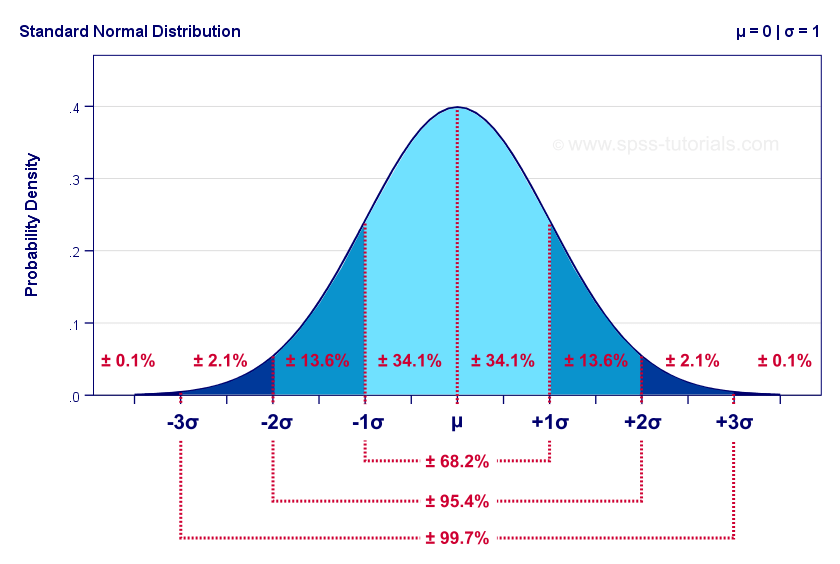 Standard Normal Distribution
μ = 0 | σ = 1
© www.spss-tutorials.com
Probability Density
.4
.3
.2
.1
.0
± 0.1%
± 2.1%
± 13.6%
± 34.1%
± 34.1%
± 13.6%
± 2.1%
± 0.1%
-3σ
-2σ
-1σ
μ
+1σ
+2σ
+3σ
± 68.2%
± 95.4%
± 99.7%